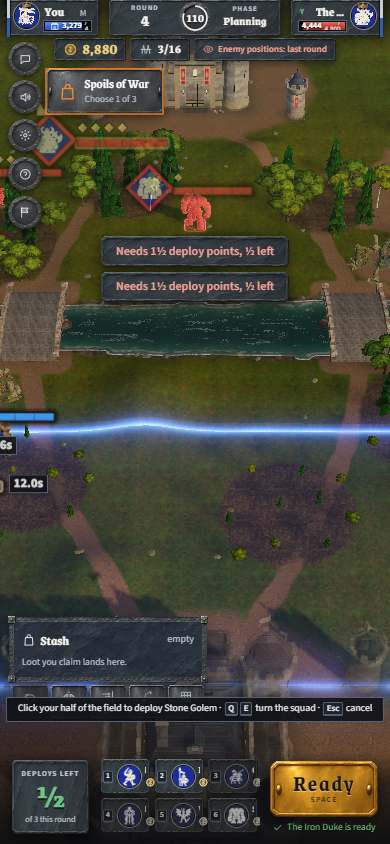 You M
3,279
ROUND
4
110
PHASE
Planning
The ...
4,444 4,800
8,880
3/16
Enemy positions: last round
Spoils of War
Choose 1 of 3
Needs 1½ deploy points, ½ left
Needs 1½ deploy points, ½ left
6s
12.0s
Stash
empty
Loot you claim lands here.
Click your half of the field to deploy Stone Golem · Q E turn the squad · Esc cancel
DEPLOYS LEFT
½
of 3 this round
1
2
3
4
5
6
Ready
SPACE
The Iron Duke is ready